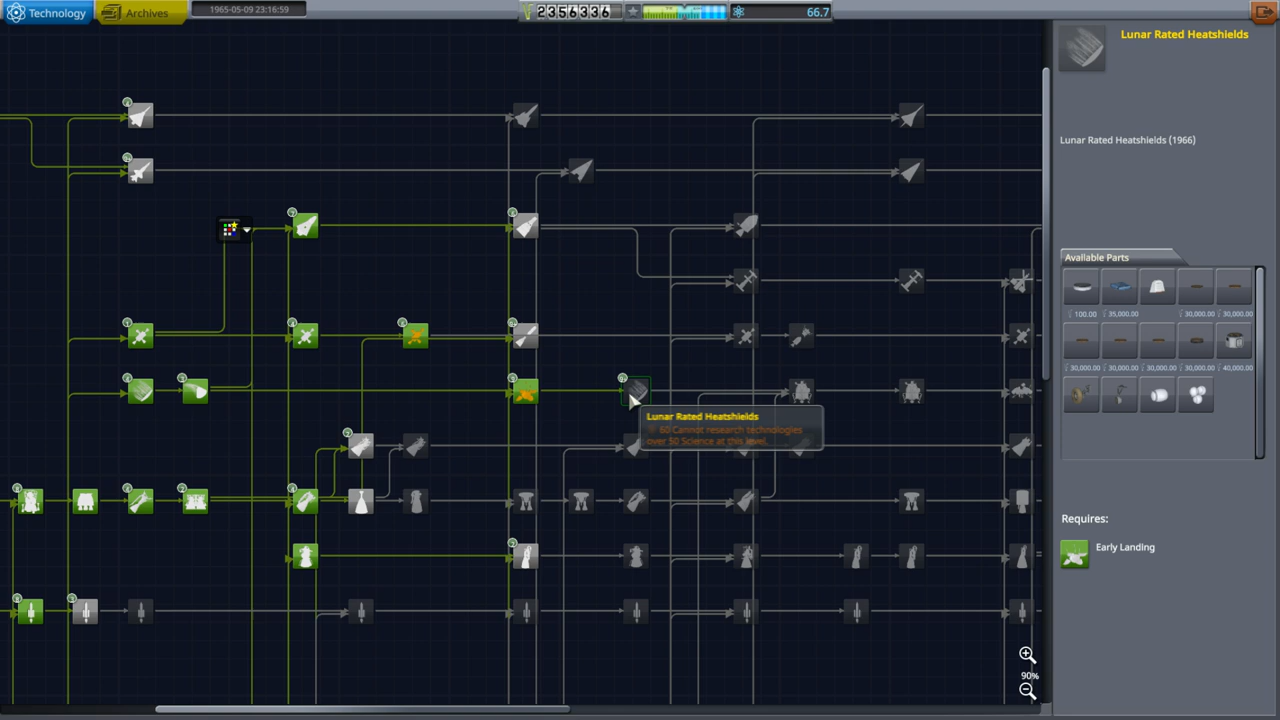 Technology
Archives
1965-05-09 23:16:59
2356336
66.7
Lunar Rated Heatshields
Lunar Rated Heatshields (1966)
Available Parts
100.00 35,000.00 30,000.00 30,000.00
30,000.00 30,000.00 30,000.00 30,000.00 40,000.00
Lunar Rated Heatshields
60 Cannot research technologies
over 50 Science at this level.
Requires:
Early Landing
90%